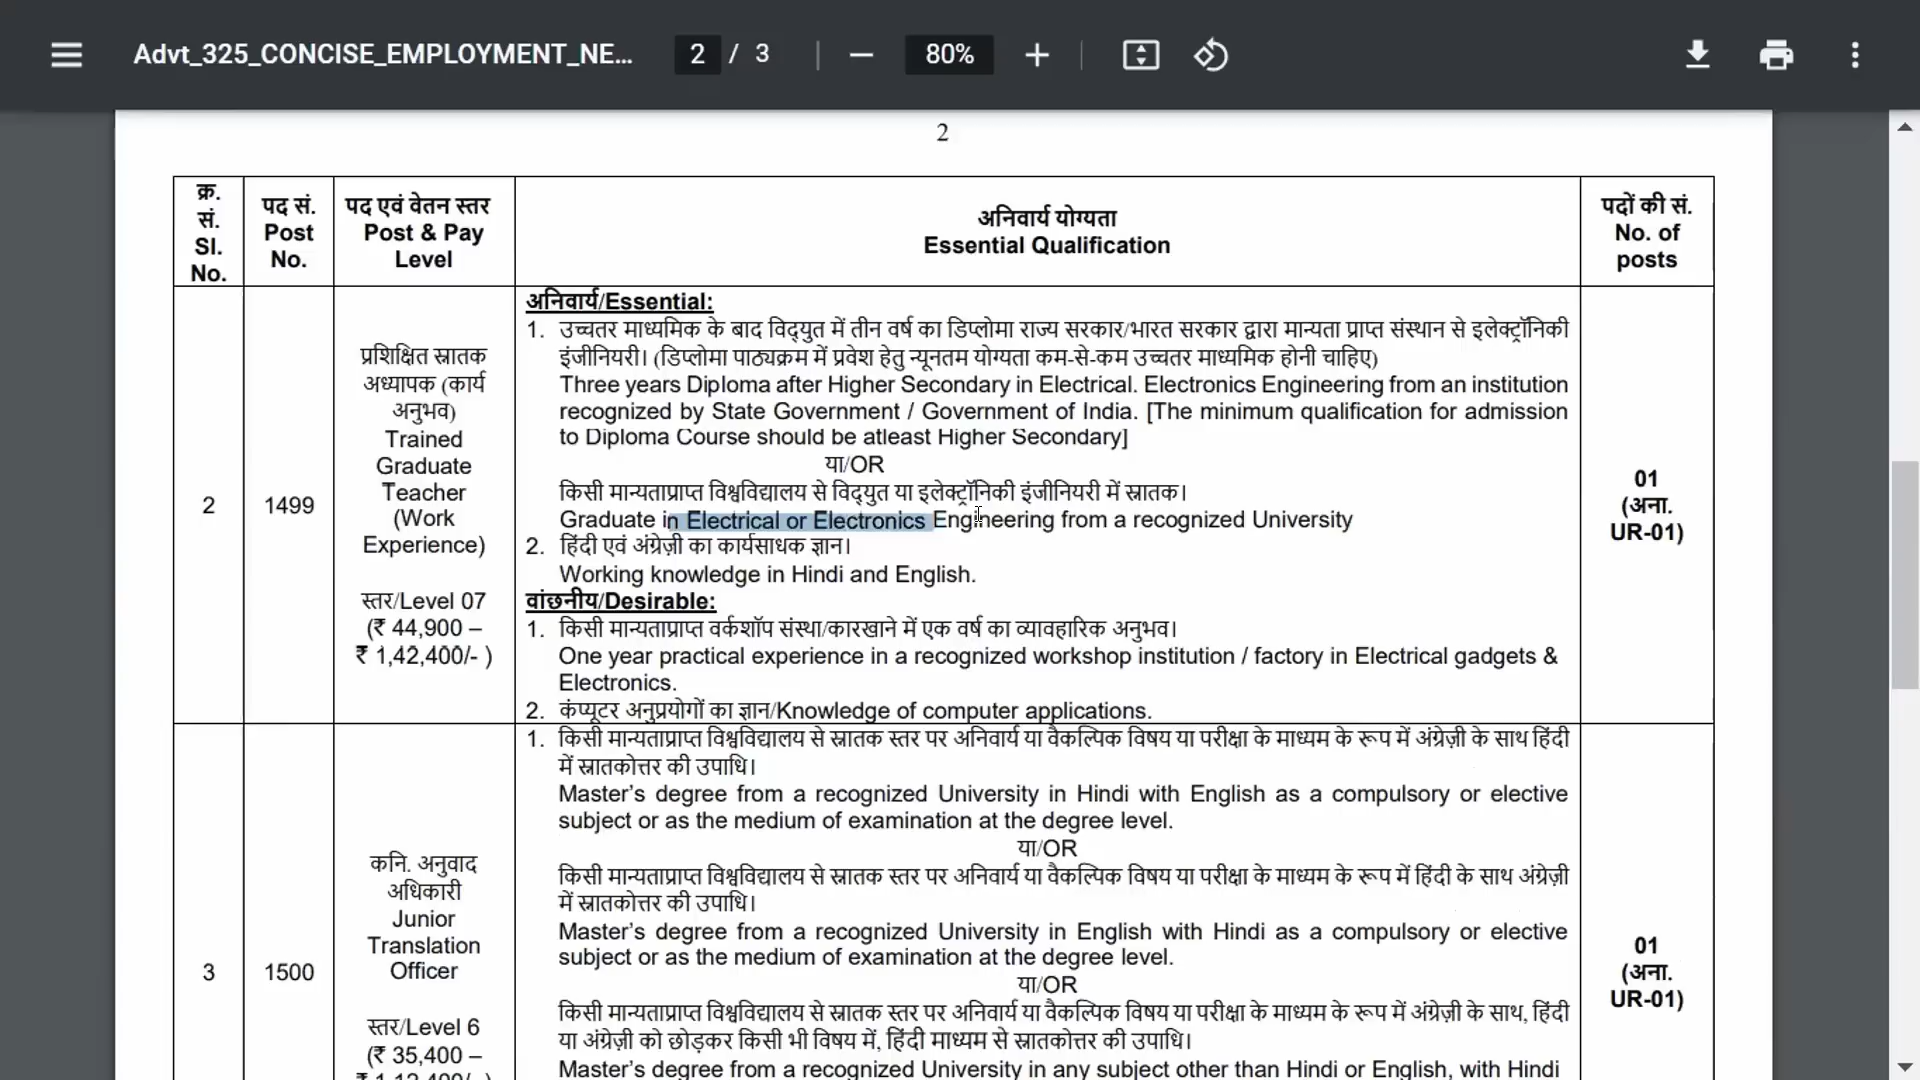 Advt_325_CONCISE_EMPLOYMENT_NE...
2 / 3
80%
2
क्र. सं. Sl. No.
पद सं. Post No.
पद एवं वेतन स्तर
Post & Pay Level
अनिवार्य योग्यता
Essential Qualification
पदों की सं.
No. of posts
2
1499
प्रशिक्षित स्नातक
अध्यापक (कार्य
अनुभव)
Trained
Graduate
Teacher
(Work
Experience)
स्तर/Level 07
(₹ 44,900 –
₹ 1,42,400/- )
अनिवार्य/Essential:
1. उच्चतर माध्यमिक के बाद विद्युत में तीन वर्ष का डिप्लोमा राज्य सरकार/भारत सरकार द्वारा मान्यता प्राप्त संस्थान से इलेक्ट्रॉनिकी
इंजीनियरी। (डिप्लोमा पाठ्यक्रम में प्रवेश हेतु न्यूनतम योग्यता कम-से-कम उच्चतर माध्यमिक होनी चाहिए)
Three years Diploma after Higher Secondary in Electrical. Electronics Engineering from an institution
recognized by State Government / Government of India. [The minimum qualification for admission
to Diploma Course should be atleast Higher Secondary]
या/OR
किसी मान्यताप्राप्त विश्वविद्यालय से विद्युत या इलेक्ट्रॉनिकी इंजीनियरी में स्नातक।
Graduate in Electrical or Electronics Engineering from a recognized University
2. हिंदी एवं अंग्रेज़ी का कार्यसाधक ज्ञान।
Working knowledge in Hindi and English.
वांछनीय/Desirable:
1. किसी मान्यताप्राप्त वर्कशॉप संस्था/कारखाने में एक वर्ष का व्यावहारिक अनुभव।
One year practical experience in a recognized workshop institution / factory in Electrical gadgets &
Electronics.
2. कंप्यूटर अनुप्रयोगों का ज्ञान/Knowledge of computer applications.
01
(अना.
UR-01)
3
1500
कनि. अनुवाद
अधिकारी
Junior
Translation
Officer
स्तर/Level 6
(₹ 35,400 –
₹ 1,12,400/-)
1. किसी मान्यताप्राप्त विश्वविद्यालय से स्नातक स्तर पर अनिवार्य या वैकल्पिक विषय या परीक्षा के माध्यम के रूप में अंग्रेज़ी के साथ हिंदी
में स्नातकोत्तर की उपाधि।
Master's degree from a recognized University in Hindi with English as a compulsory or elective
subject or as the medium of examination at the degree level.
या/OR
किसी मान्यताप्राप्त विश्वविद्यालय से स्नातक स्तर पर अनिवार्य या वैकल्पिक विषय या परीक्षा के माध्यम के रूप में हिंदी के साथ अंग्रेज़ी
में स्नातकोत्तर की उपाधि।
Master's degree from a recognized University in English with Hindi as a compulsory or elective
subject or as the medium of examination at the degree level.
या/OR
किसी मान्यताप्राप्त विश्वविद्यालय से स्नातक स्तर पर अनिवार्य या वैकल्पिक विषय या परीक्षा के माध्यम के रूप में अंग्रेज़ी के साथ, हिंदी
या अंग्रेज़ी को छोड़कर किसी भी विषय में, हिंदी माध्यम से स्नातकोत्तर की उपाधि।
Master's degree from a recognized University in any subject other than Hindi or English, with Hindi
01
(अना.
UR-01)